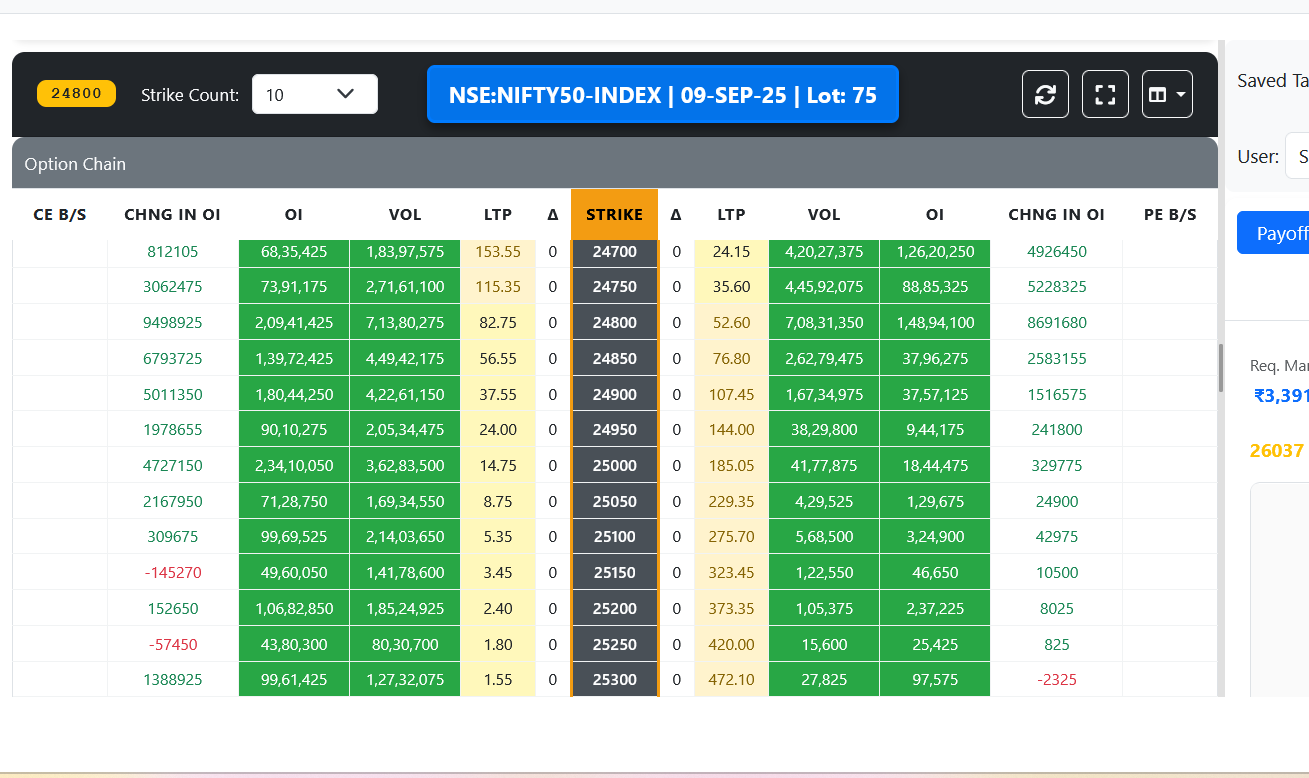 24800 Strike Count: 10 NSE:NIFTY50-INDEX | 09-SEP-25 | Lot: 75
Option Chain
CE B/S CHNG IN OI OI VOL LTP Δ STRIKE Δ LTP VOL OI CHNG IN OI PE B/S
812105 68,35,425 1,83,97,575 153.55 0 24700 0 24.15 4,20,27,375 1,26,20,250 4926450
3062475 73,91,175 2,71,61,100 115.35 0 24750 0 35.60 4,45,92,075 88,85,325 5228325
9498925 2,09,41,425 7,13,80,275 82.75 0 24800 0 52.60 7,08,31,350 1,48,94,100 8691680
6793725 1,39,72,425 4,49,42,175 56.55 0 24850 0 76.80 2,62,79,475 37,96,275 2583155
5011350 1,80,44,250 4,22,61,150 37.55 0 24900 0 107.45 1,67,34,975 37,57,125 1516575
1978655 90,10,275 2,05,34,475 24.00 0 24950 0 144.00 38,29,800 9,44,175 241800
4727150 2,34,10,050 3,62,83,500 14.75 0 25000 0 185.05 41,77,875 18,44,475 329775
2167950 71,28,750 1,69,34,550 8.75 0 25050 0 229.35 4,29,525 1,29,675 24900
309675 99,69,525 2,14,03,650 5.35 0 25100 0 275.70 5,68,500 3,24,900 42975
-145270 49,60,050 1,41,78,600 3.45 0 25150 0 323.45 1,22,550 46,650 10500
152650 1,06,82,850 1,85,24,925 2.40 0 25200 0 373.35 1,05,375 2,37,225 8025
-57450 43,80,300 80,30,700 1.80 0 25250 0 420.00 15,600 25,425 825
1388925 99,61,425 1,27,32,075 1.55 0 25300 0 472.10 27,825 97,575 -2325
Saved Ta
User: S
Payoff
Req. Mar
₹3,391
26037